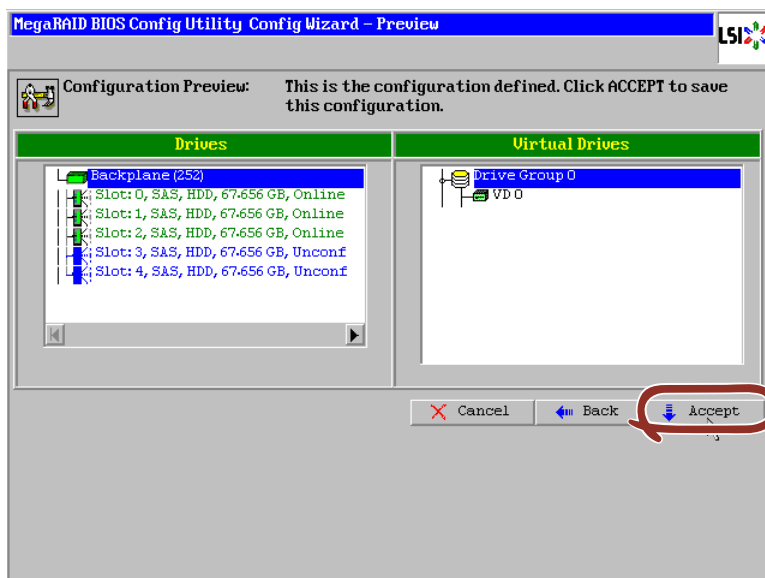 MegaRAID BIOS Config Utility Config Wizard - Preview
LSI
Configuration Preview: This is the configuration defined. Click ACCEPT to save
this configuration.
Drives
Backplane (252)
Slot: 0, SAS, HDD, 67.656 GB, Online
Slot: 1, SAS, HDD, 67.656 GB, Online
Slot: 2, SAS, HDD, 67.656 GB, Online
Slot: 3, SAS, HDD, 67.656 GB, Unconf
Slot: 4, SAS, HDD, 67.656 GB, Unconf
Virtual Drives
Drive Group 0
VD 0
Cancel Back Accept